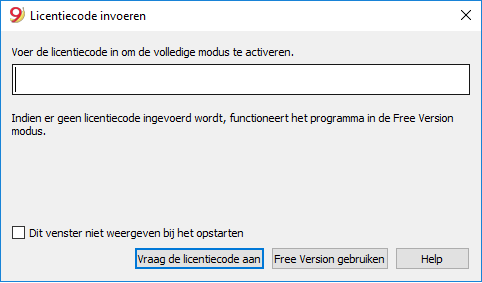 9 Licentiecode invoeren
Voer de licentiecode in om de volledige modus te activeren.
Indien er geen licentiecode ingevoerd wordt, functioneert het programma in de Free Version
modus.
Dit venster niet weergeven bij het opstarten
Vraag de licentiecode aan Free Version gebruiken Help